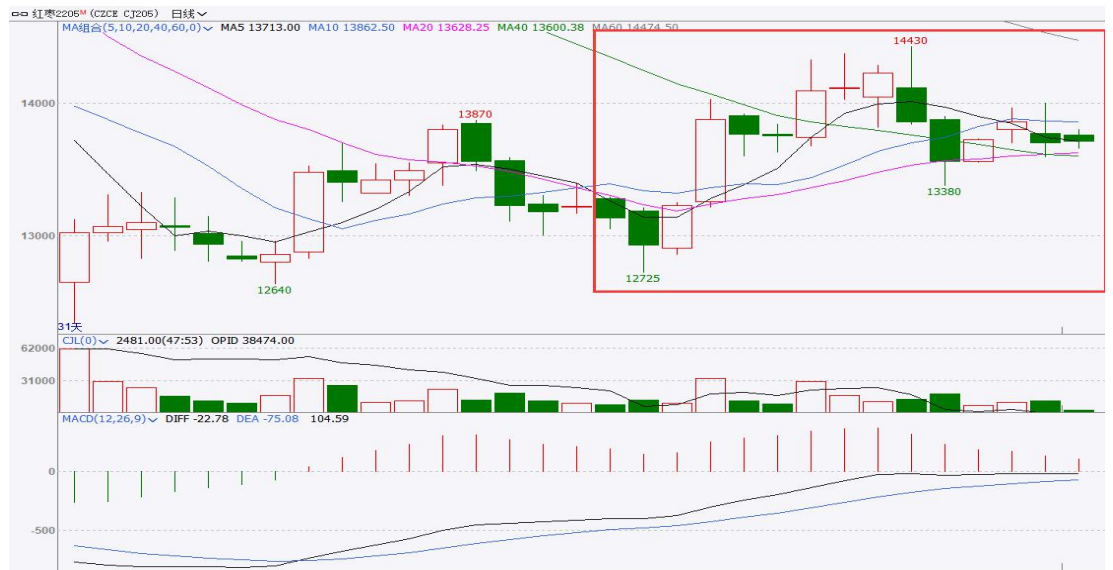 红枣2205M (CZCE CJ205) 日线
MA组合(5,10,20,40,60,0) MA5 13713.00 MA10 13862.50 MA20 13628.25 MA40 13600.38 MA60 14474.50
14430
14000
13870
13380
13000
12725
12640
31天
CJL(0) 2481.00(47:53) OPID 38474.00
62000
31000
MACD(12,26,9) DIFF -22.78 DEA -75.08 104.59
0
-500